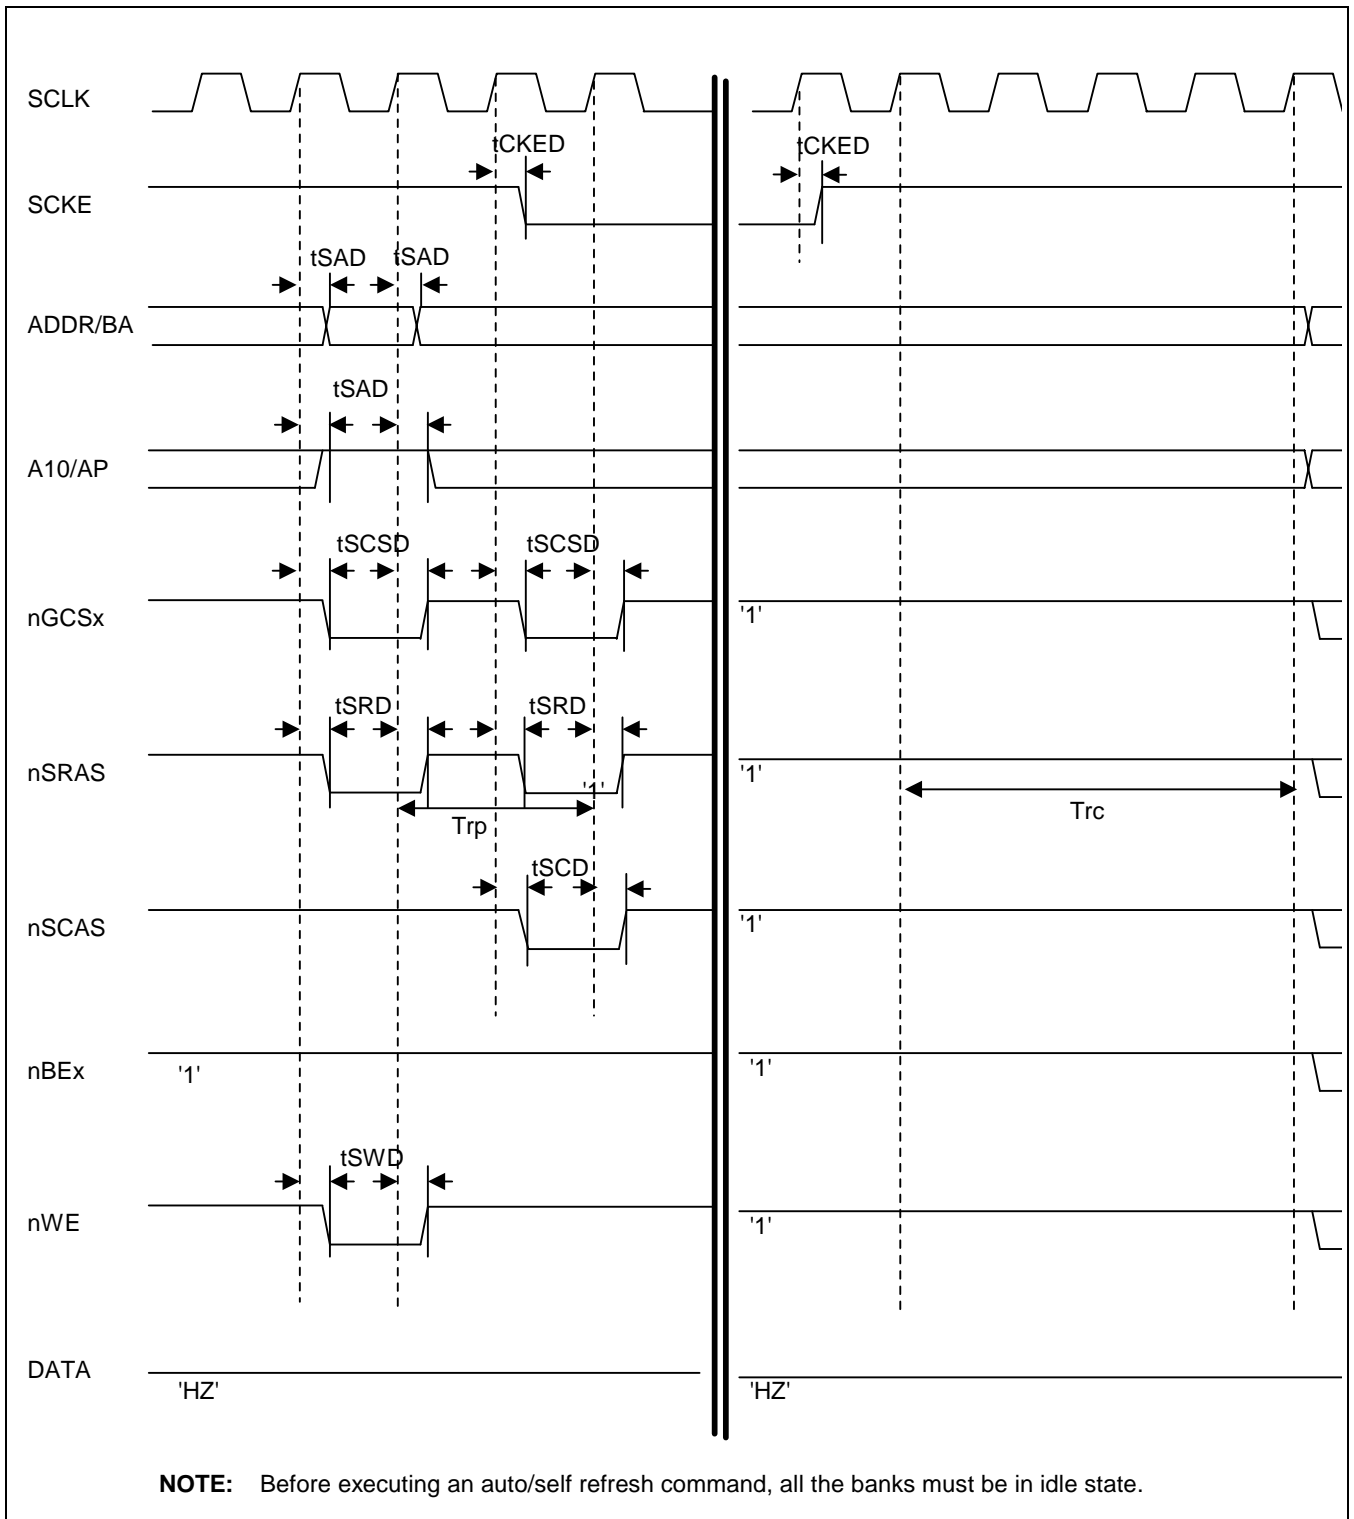 SCLK
tCKED
tCKED
SCKE
tSAD
tSAD
ADDR/BA
tSAD
A10/AP
tSCSD
tSCSD
nGCSx
'1'
tSRD
tSRD
nSRAS
'1'
'1'
Trp
Trc
tSCD
nSCAS
'1'
nBEx
'1'
'1'
tSWD
nWE
'1'
DATA
'HZ'
'HZ'
NOTE: Before executing an auto/self refresh command, all the banks must be in idle state.